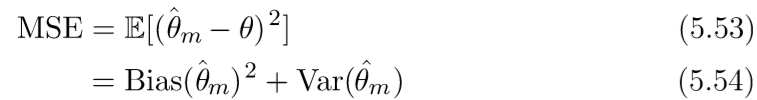 MSE = 𝔼[(θ̂ₘ − θ)²] (5.53)
= Bias(θ̂ₘ)² + Var(θ̂ₘ) (5.54)